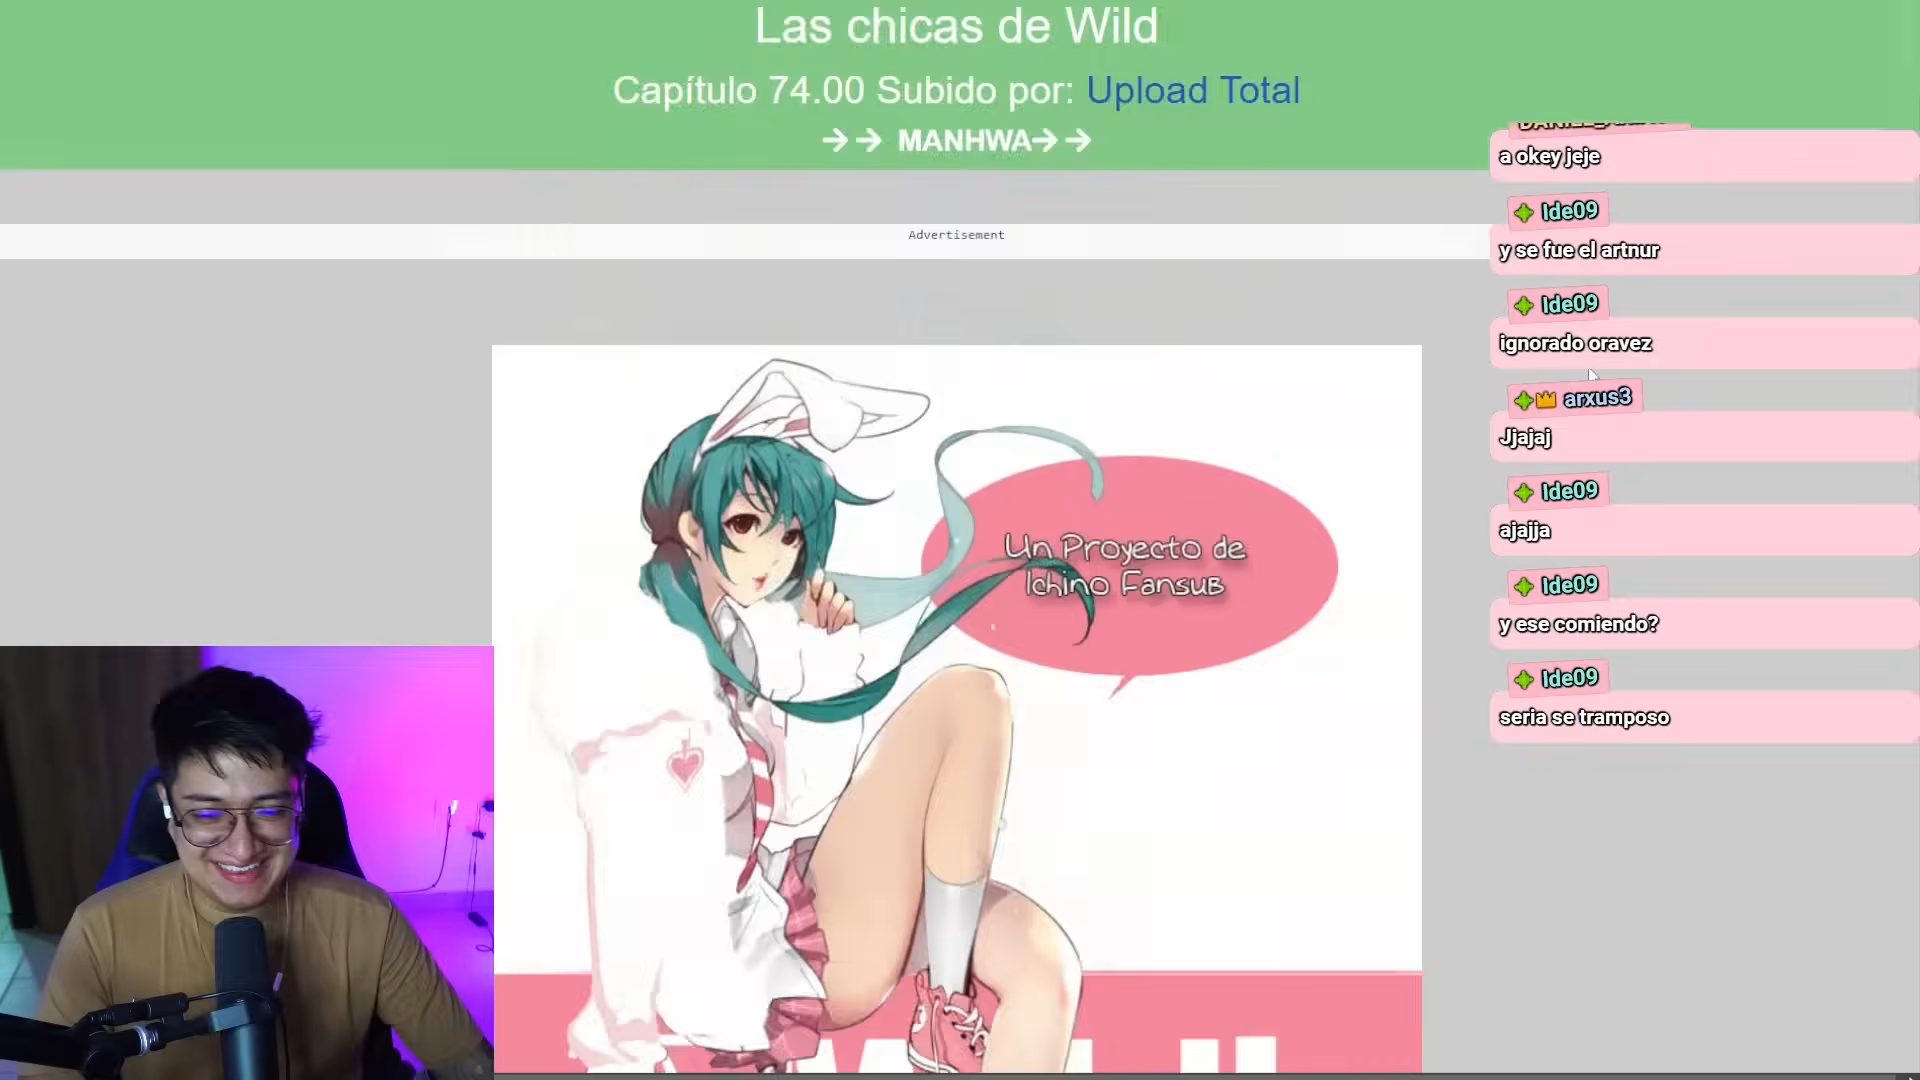 Las chicas de Wild
Capítulo 74.00 Subido por: Upload Total
→→ MANHWA→→
Advertisement
Un Proyecto de
Ichino Fansub
a okey jeje
lde09
y se fue el artnur
lde09
ignorado oravez
arxus3
Jjajaj
lde09
ajajja
lde09
y ese comiendo?
lde09
seria se tramposo